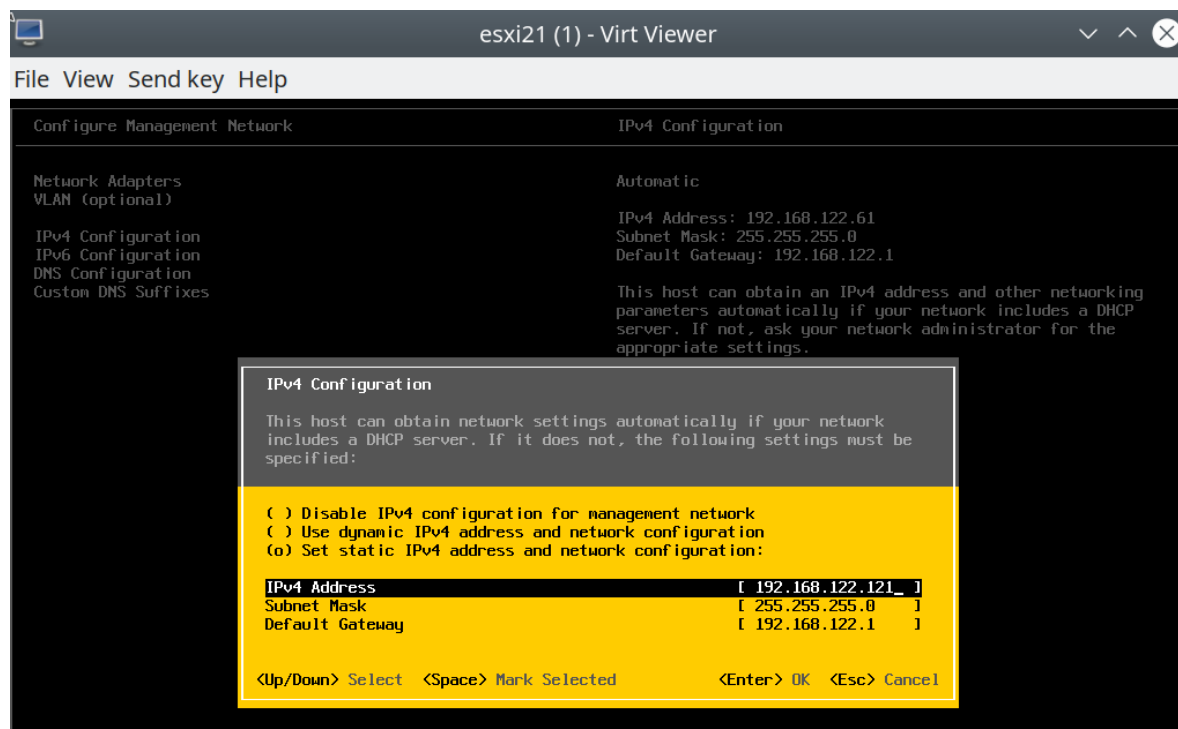 esxi21 (1) - Virt Viewer
File View Send key Help
Configure Management Network
IPv4 Configuration
Network Adapters
VLAN (optional)
IPv4 Configuration
IPv6 Configuration
DNS Configuration
Custom DNS Suffixes
Automatic
IPv4 Address: 192.168.122.61
Subnet Mask: 255.255.255.0
Default Gateway: 192.168.122.1
This host can obtain an IPv4 address and other networking
parameters automatically if your network includes a DHCP
server. If not, ask your network administrator for the
appropriate settings.
IPv4 Configuration
This host can obtain network settings automatically if your network
includes a DHCP server. If it does not, the following settings must be
specified:
( ) Disable IPv4 configuration for management network
( ) Use dynamic IPv4 address and network configuration
(o) Set static IPv4 address and network configuration:
IPv4 Address [ 192.168.122.121_ ]
Subnet Mask [ 255.255.255.0 ]
Default Gateway [ 192.168.122.1 ]
<Up/Down> Select <Space> Mark Selected <Enter> OK <Esc> Cancel